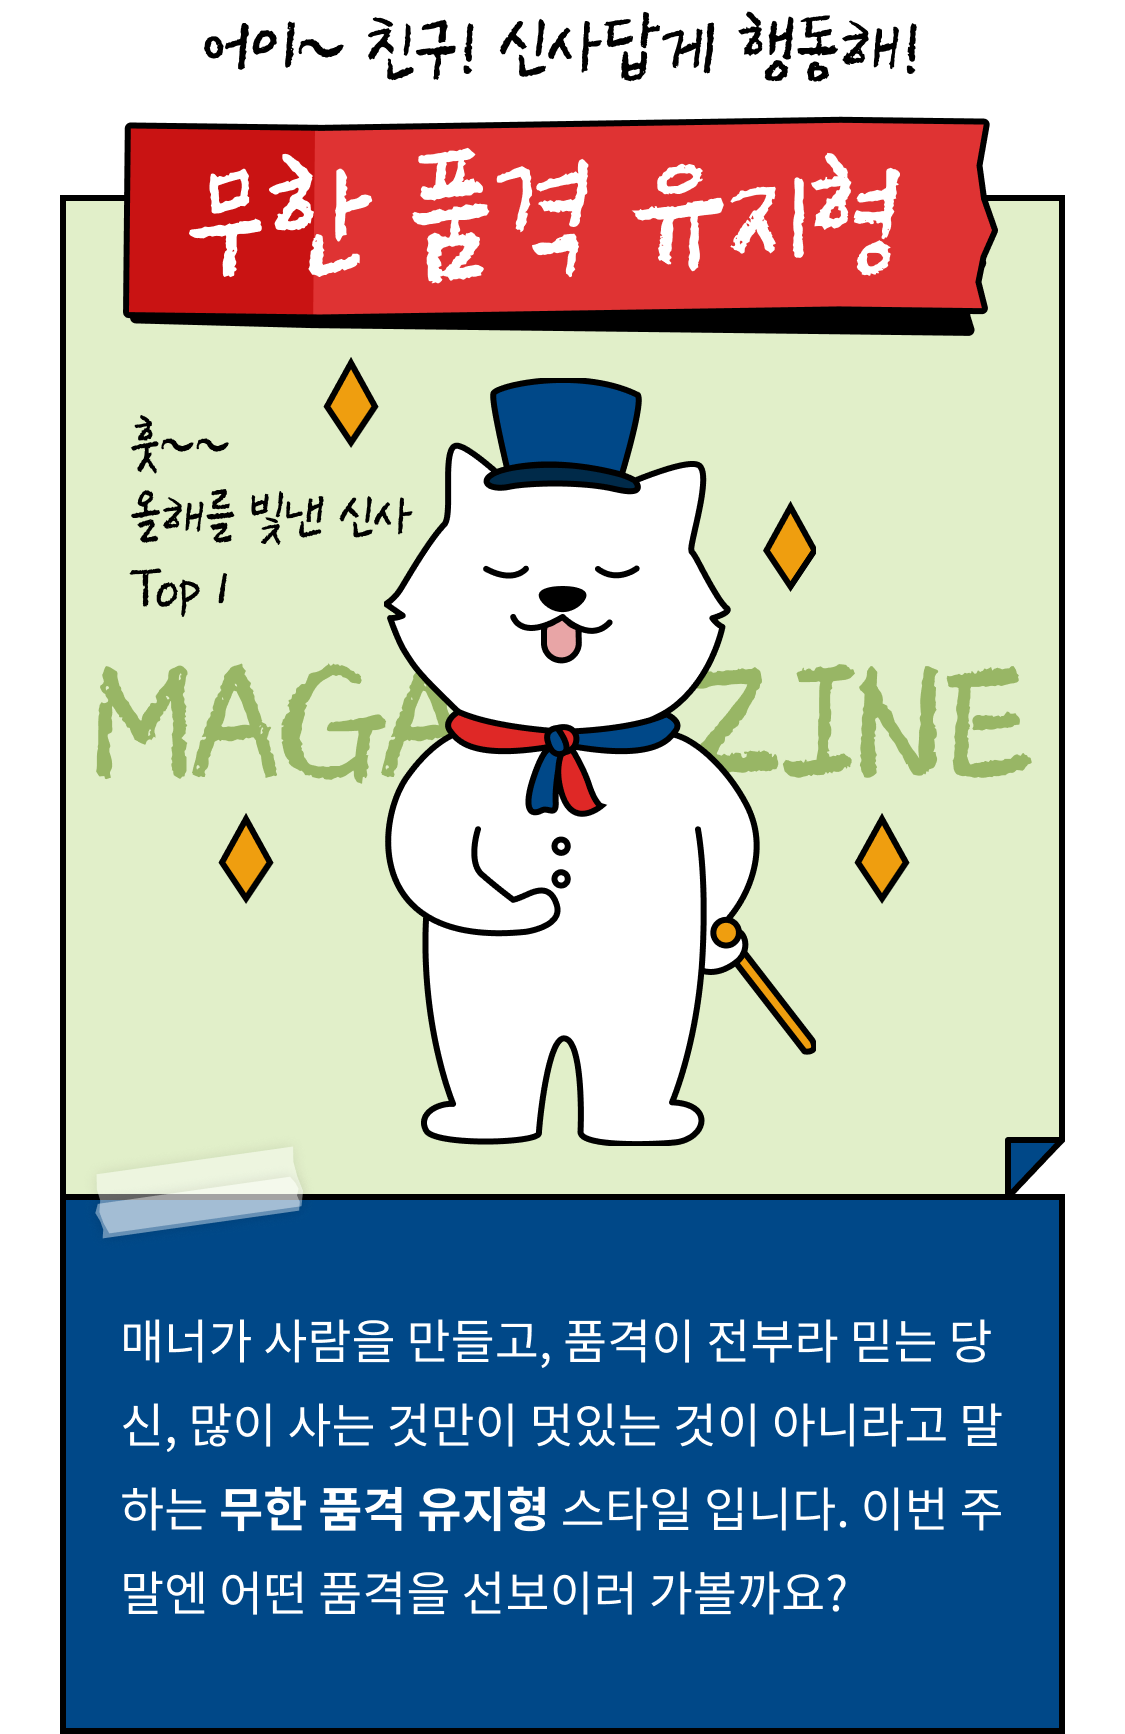 어이~ 친구! 신사답게 행동해!
무한 품격 유지형
훗~~
올해를 빛낸 신사
Top 1
MAGAZINE
매너가 사람을 만들고, 품격이 전부라 믿는 당
신, 많이 사는 것만이 멋있는 것이 아니라고 말
하는 무한 품격 유지형 스타일 입니다. 이번 주
말엔 어떤 품격을 선보이러 가볼까요?